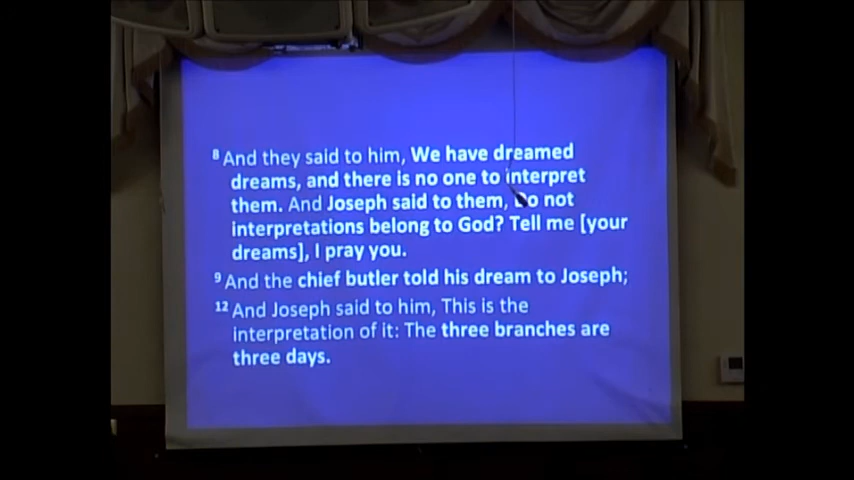 8 And they said to him, We have dreamed
dreams, and there is no one to interpret
them. And Joseph said to them, Do not
interpretations belong to God? Tell me [your
dreams], I pray you.
9 And the chief butler told his dream to Joseph;
12 And Joseph said to him, This is the
interpretation of it: The three branches are
three days.